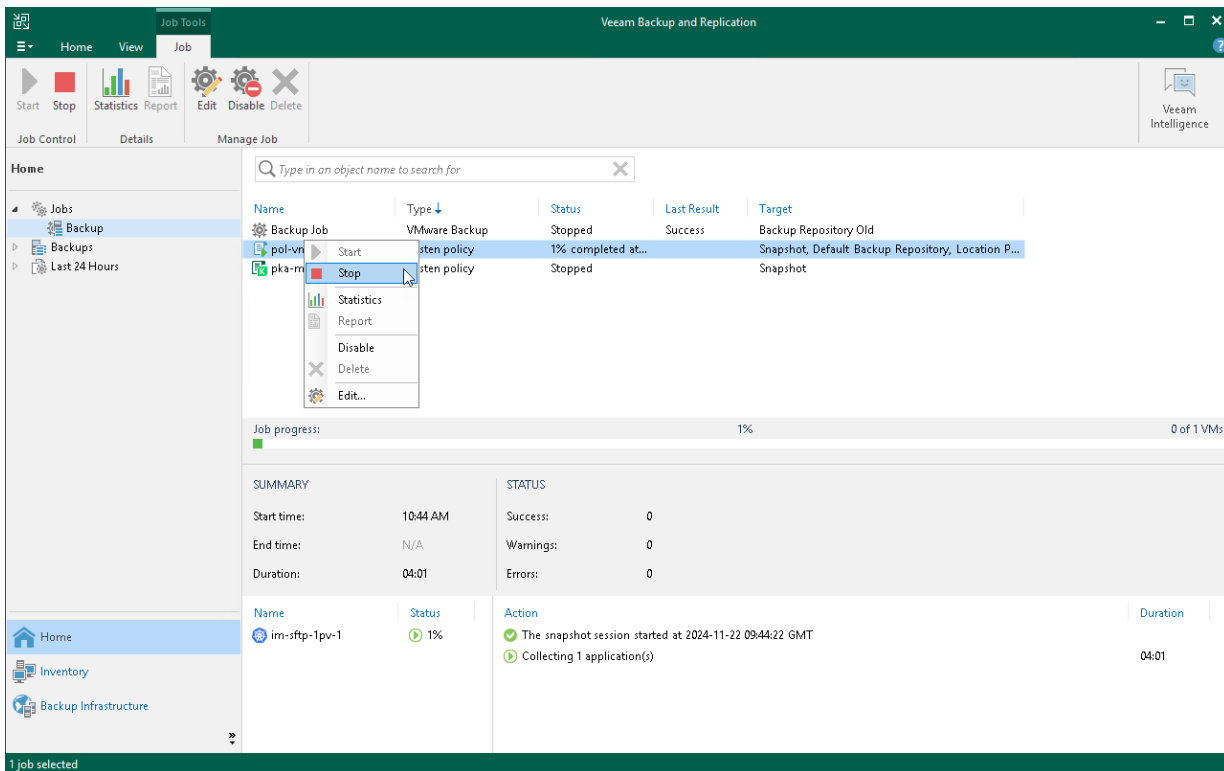 Job Tools
Veeam Backup and Replication
Home View Job
Start Stop Statistics Report Edit Disable Delete
Job Control Details Manage Job
Veeam
Intelligence
Home
Type in an object name to search for
Jobs
Backup
Backups
Last 24 Hours
Name Type Status Last Result Target
Backup Job VMware Backup Stopped Success Backup Repository Old
sten policy 1% completed at... Snapshot, Default Backup Repository, Location P...
sten policy Stopped Snapshot
Start
Stop
Statistics
Report
Disable
Delete
Edit...
Job progress: 1% 0 of 1 VMs
SUMMARY STATUS
Start time: 10:44 AM Success: 0
End time: N/A Warnings: 0
Duration: 04:01 Errors: 0
Name Status Action Duration
im-sftp-1pv-1 1% The snapshot session started at 2024-11-22 09:44:22 GMT
Collecting 1 application(s) 04:01
Home
Inventory
Backup Infrastructure
1 job selected